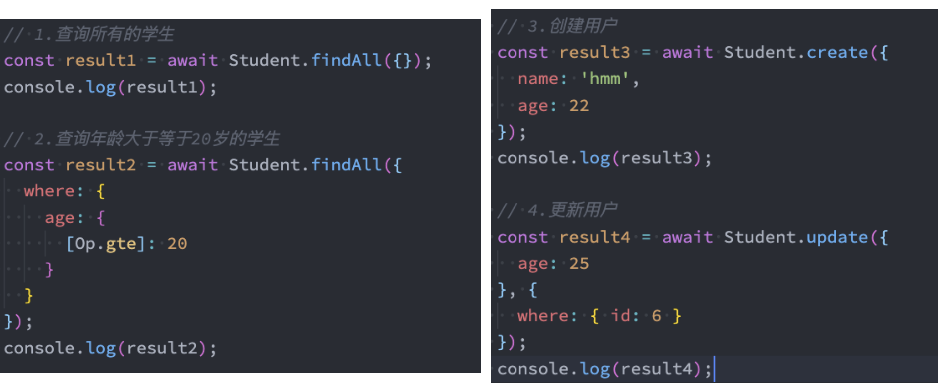 // 1.查询所有的学生
const result1 = await Student.findAll({});
console.log(result1);
// 2.查询年龄大于等于20岁的学生
const result2 = await Student.findAll({
  where: {
    age: {
      [Op.gte]: 20
    }
  }
});
console.log(result2);
// 3.创建用户
const result3 = await Student.create({
  name: 'hmm',
  age: 22
});
console.log(result3);
// 4.更新用户
const result4 = await Student.update({
  age: 25
}, {
  where: { id: 6 }
});
console.log(result4);